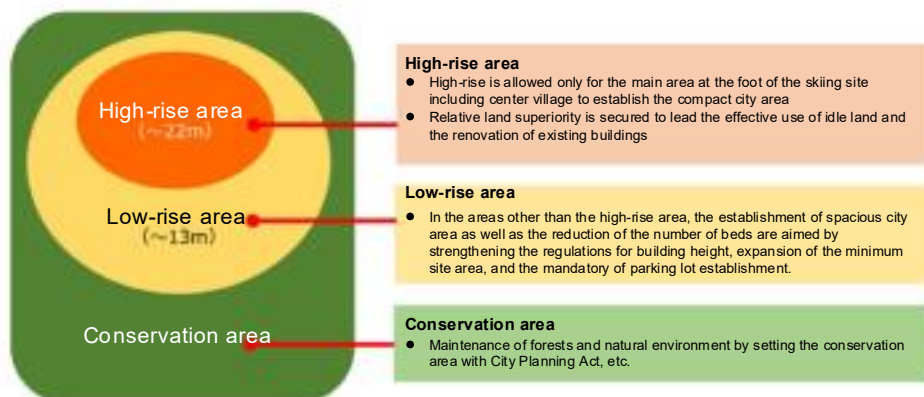 High-rise area
(~22m)
Low-rise area
(~13m)
Conservation area
High-rise area
● High-rise is allowed only for the main area at the foot of the skiing site
including center village to establish the compact city area
● Relative land superiority is secured to lead the effective use of idle land and
the renovation of existing buildings
Low-rise area
● In the areas other than the high-rise area, the establishment of spacious city
area as well as the reduction of the number of beds are aimed by
strengthening the regulations for building height, expansion of the minimum
site area, and the mandatory of parking lot establishment.
Conservation area
● Maintenance of forests and natural environment by setting the conservation
area with City Planning Act, etc.